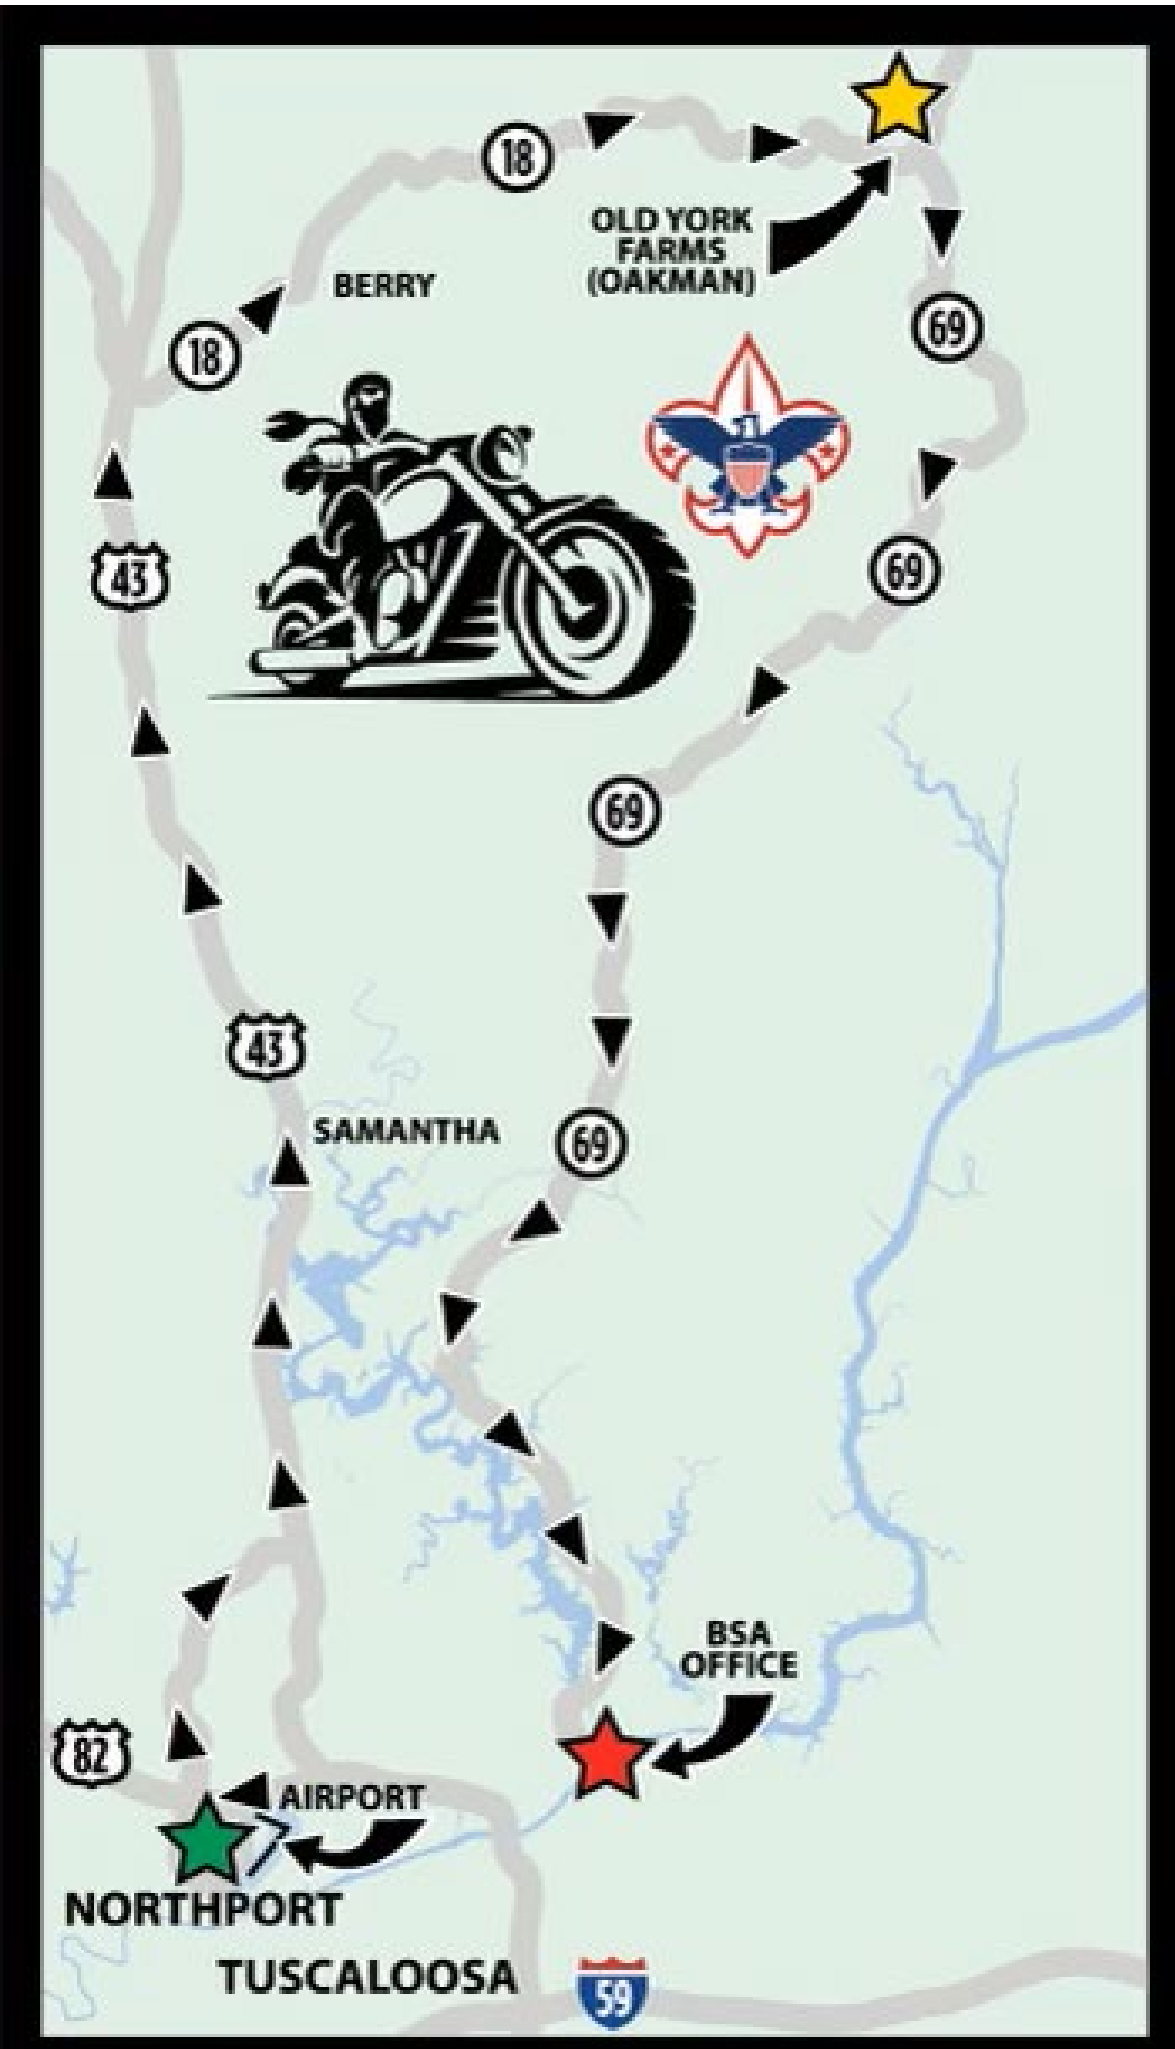 18
OLD YORK
FARMS
(OAKMAN)
BERRY
69
18
43
69
69
43
SAMANTHA
69
BSA
OFFICE
82
AIRPORT
NORTHPORT
TUSCALOOSA
59